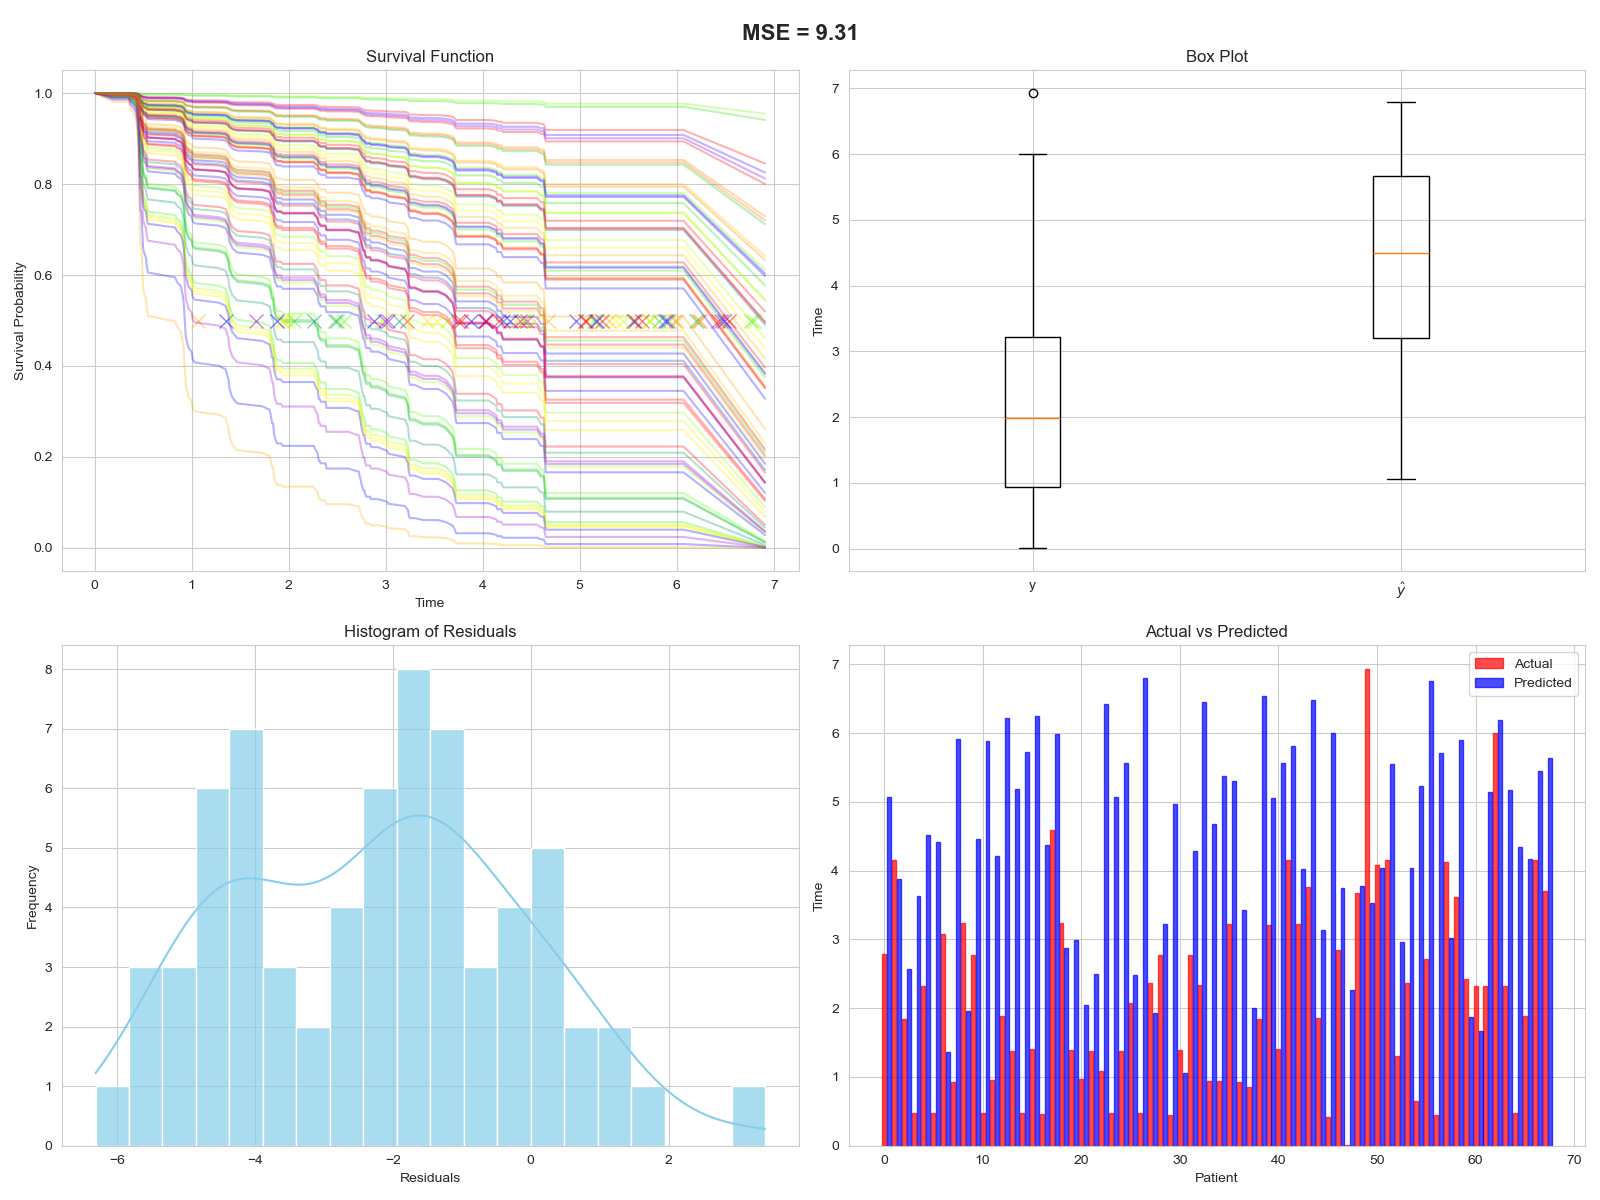 MSE = 9.31
Survival Function
Survival Probability
1.0
0.8
0.6
0.4
0.2
0.0
0 1 2 3 4 5 6 7
Time
Box Plot
Time
7
6
5
4
3
2
1
0
y ŷ
Histogram of Residuals
Frequency
8
7
6
5
4
3
2
1
0
−6 −4 −2 0 2
Residuals
Actual vs Predicted
Time
7
6
5
4
3
2
1
0
Actual
Predicted
0 10 20 30 40 50 60 70
Patient